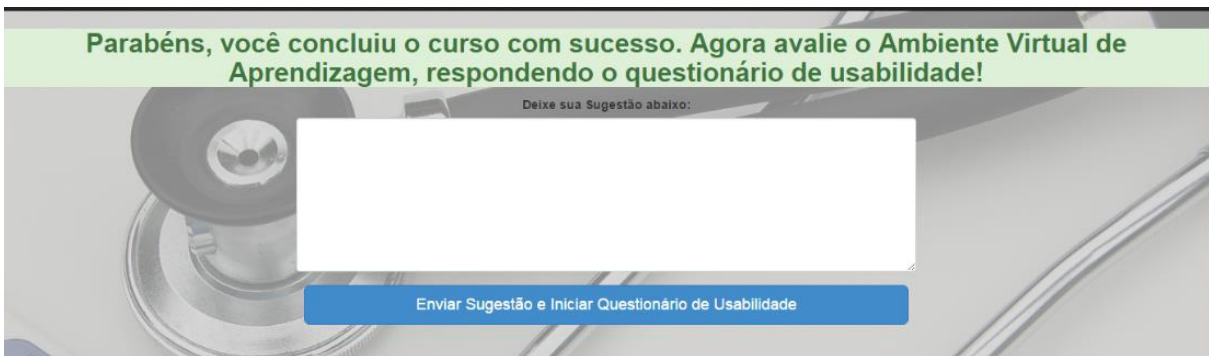 Parabéns, você concluiu o curso com sucesso. Agora avalie o Ambiente Virtual de
Aprendizagem, respondendo o questionário de usabilidade!
Deixe sua Sugestão abaixo:
Enviar Sugestão e Iniciar Questionário de Usabilidade